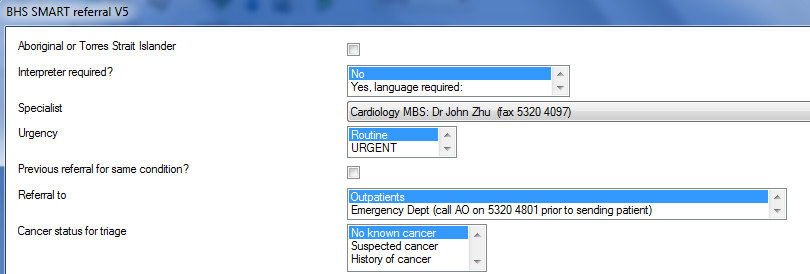 BHS SMART referral V5
Aboriginal or Torres Strait Islander
Interpreter required?
No
Yes, language required:
Specialist
Cardiology MBS: Dr John Zhu (fax 5320 4097)
Urgency
Routine
URGENT
Previous referral for same condition?
Referral to
Outpatients
Emergency Dept (call AO on 5320 4801 prior to sending patient)
Cancer status for triage
No known cancer
Suspected cancer
History of cancer